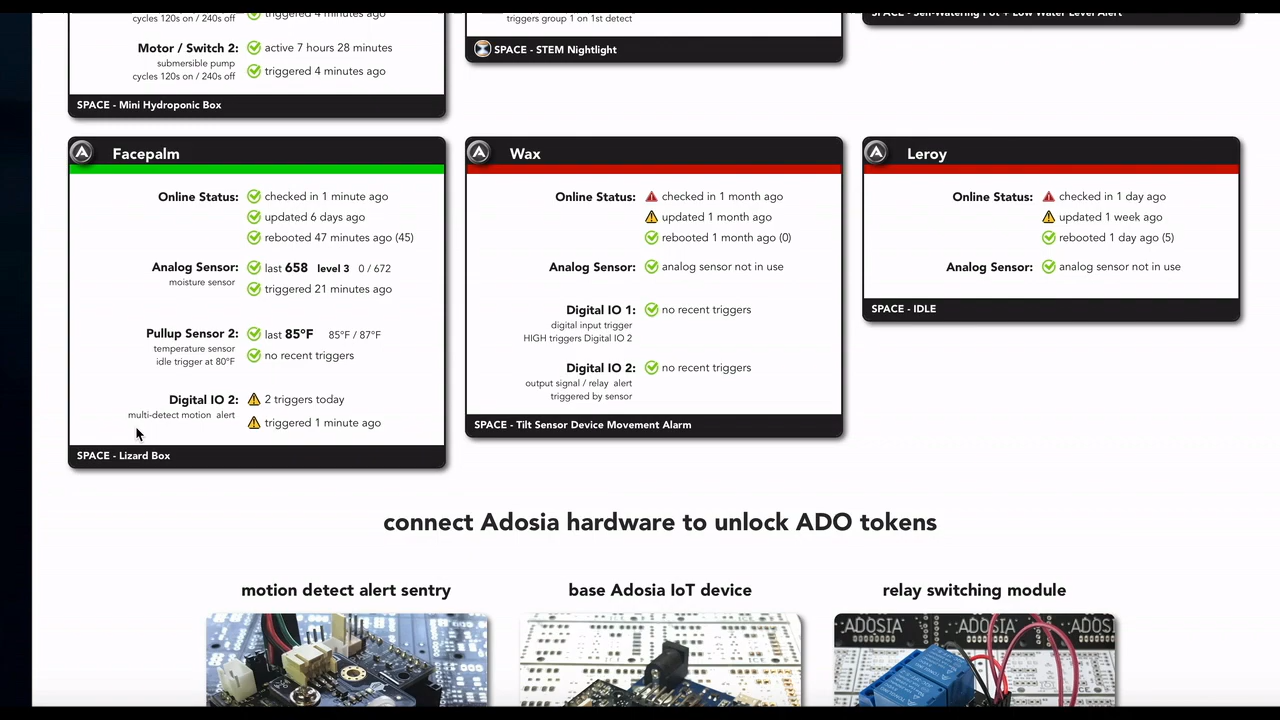 cycles 120s on / 240s off
triggered 4 minutes ago
Motor / Switch 2:
active 7 hours 28 minutes
submersible pump
cycles 120s on / 240s off
triggered 4 minutes ago
SPACE - Mini Hydroponic Box
triggers group 1 on 1st detect
SPACE - STEM Nightlight
SPACE - Self-Watering Pot + Low Water Level Alert
Facepalm
Online Status:
checked in 1 minute ago
updated 6 days ago
rebooted 47 minutes ago (45)
Analog Sensor:
last 658 level 3 0 / 672
moisture sensor
triggered 21 minutes ago
Pullup Sensor 2:
last 85°F 85°F / 87°F
temperature sensor
idle trigger at 80°F
no recent triggers
Digital IO 2:
2 triggers today
multi-detect motion alert
triggered 1 minute ago
SPACE - Lizard Box
Wax
Online Status:
checked in 1 month ago
updated 1 month ago
rebooted 1 month ago (0)
Analog Sensor:
analog sensor not in use
Digital IO 1:
no recent triggers
digital input trigger
HIGH triggers Digital IO 2
Digital IO 2:
no recent triggers
output signal / relay alert
triggered by sensor
SPACE - Tilt Sensor Device Movement Alarm
Leroy
Online Status:
checked in 1 day ago
updated 1 week ago
rebooted 1 day ago (5)
Analog Sensor:
analog sensor not in use
SPACE - IDLE
connect Adosia hardware to unlock ADO tokens
motion detect alert sentry
base Adosia IoT device
relay switching module
ADOSIA
ADOSIA
ADOS